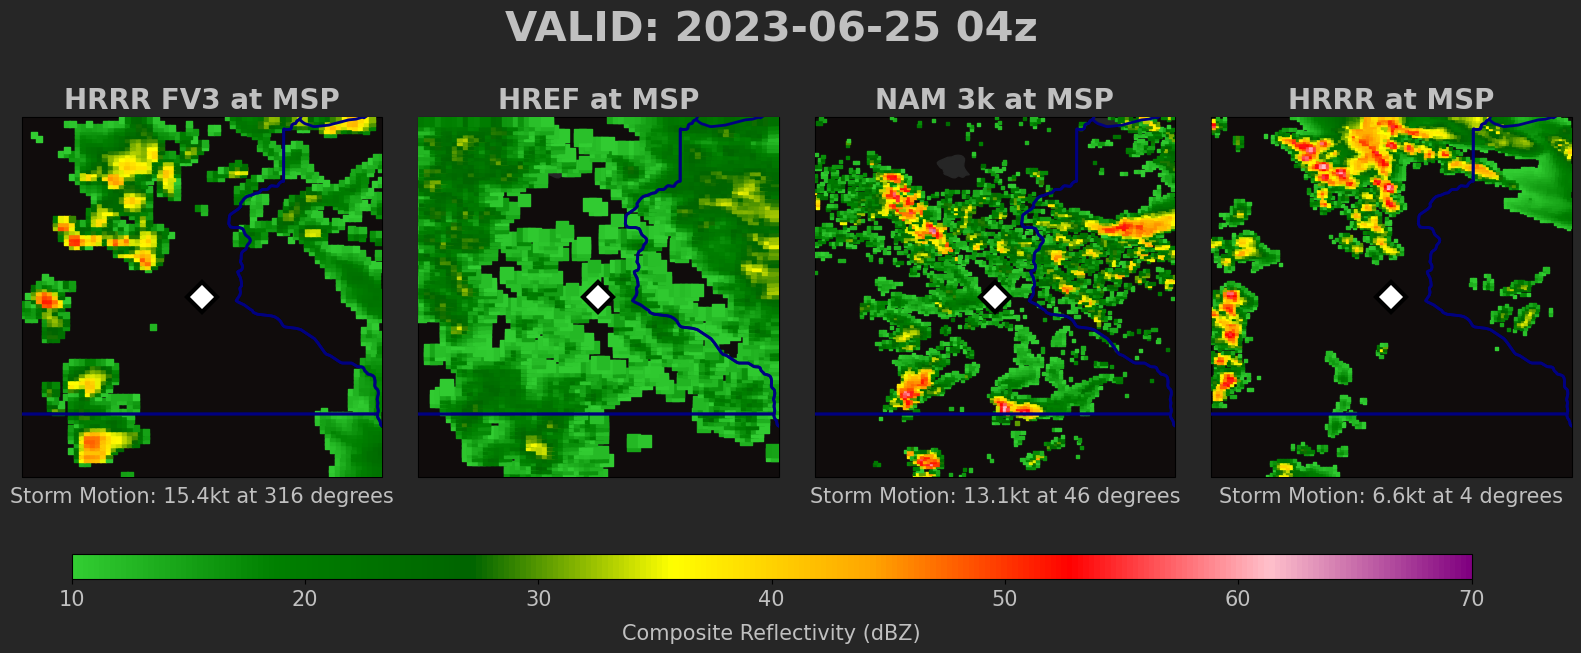 VALID: 2023-06-25 04z
HRRR FV3 at MSP
HREF at MSP
NAM 3k at MSP
HRRR at MSP
Storm Motion: 15.4kt at 316 degrees
Storm Motion: 13.1kt at 46 degrees
Storm Motion: 6.6kt at 4 degrees
10 20 30 40 50 60 70
Composite Reflectivity (dBZ)